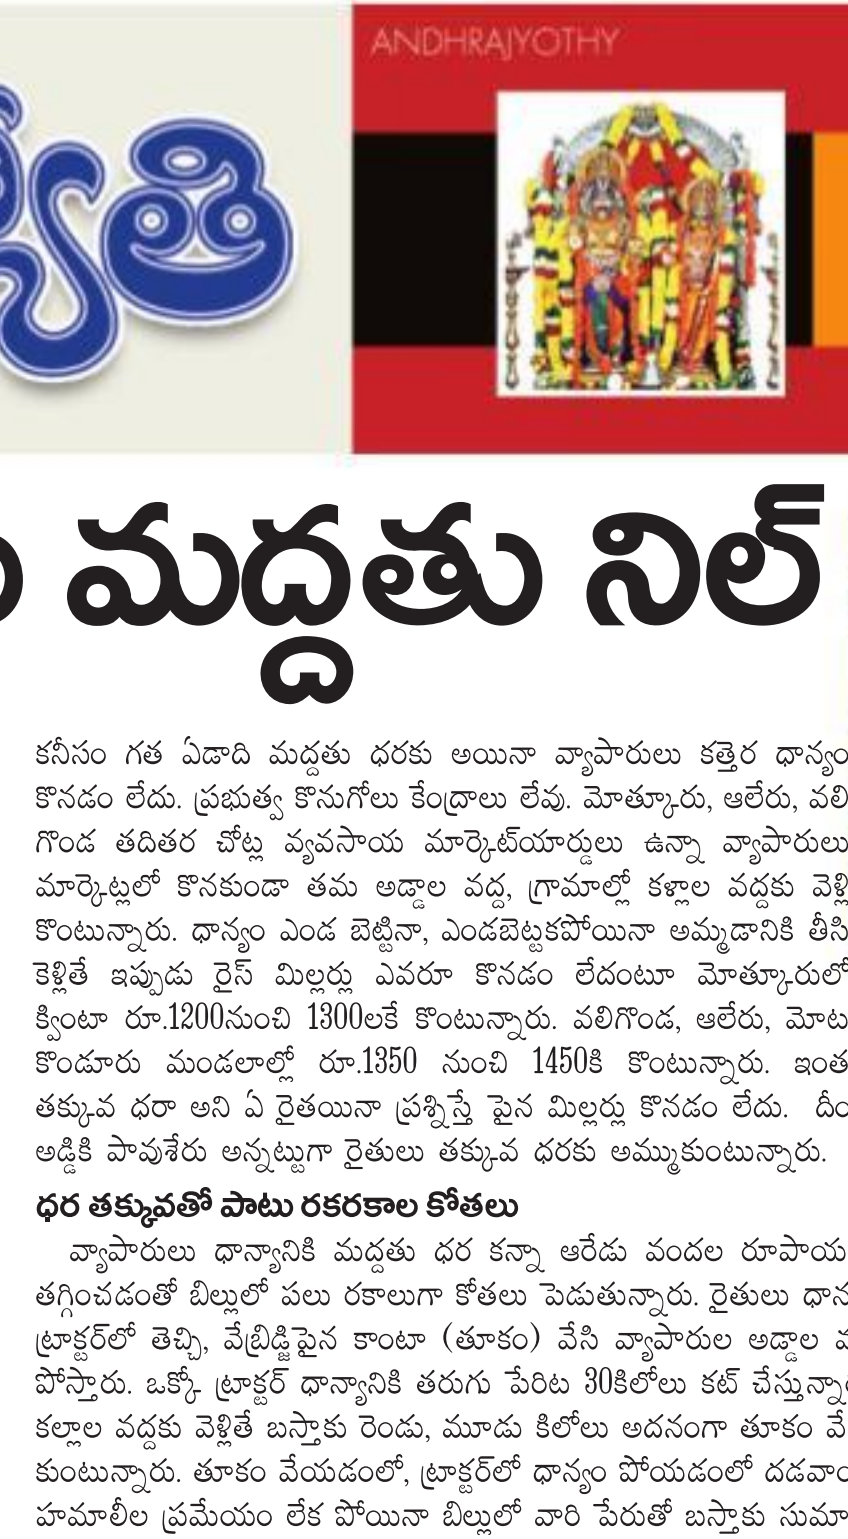 ANDHRAJYOTHY
మద్దతు నిల్
కనీసం గత ఏడాది మద్దతు ధరకు అయినా వ్యాపారులు కత్తెర ధాన్యం
కొనడం లేదు. ప్రభుత్వ కొనుగోలు కేంద్రాలు లేవు. మోత్కూరు, ఆలేరు, వలి
గొండ తదితర చోట్ల వ్యవసాయ మార్కెట్‌యార్డులు ఉన్నా వ్యాపారులు
మార్కెట్లలో కొనకుండా తమ అడ్డాల వద్ద, గ్రామాల్లో కళ్లాల వద్దకు వెళ్లి
కొంటున్నారు. ధాన్యం ఎండ బెట్టినా, ఎండబెట్టకపోయినా అమ్మడానికి తీసి
కెళ్లితే ఇప్పుడు రైస్ మిల్లర్లు ఎవరూ కొనడం లేదంటూ మోత్కూరులో
క్వింటా రూ.1200నుంచి 1300లకే కొంటున్నారు. వలిగొండ, ఆలేరు, మోట
కొండూరు మండలాల్లో రూ.1350 నుంచి 1450కి కొంటున్నారు. ఇంత
తక్కువ ధరా అని ఏ రైతయినా ప్రశ్నిస్తే పైన మిల్లర్లు కొనడం లేదు.
అడ్డికి పావుశేరు అన్నట్టుగా రైతులు తక్కువ ధరకు అమ్ముకుంటున్నారు.
ధర తక్కువతో పాటు రకరకాల కోతలు
వ్యాపారులు ధాన్యానికి మద్దతు ధర కన్నా ఆరేడు వందల రూపాయ
తగ్గించడంతో బిల్లులో పలు రకాలుగా కోతలు పెడుతున్నారు. రైతులు
ట్రాక్టర్‌లో తెచ్చి, వేబ్రిడ్జిపైన కాంటా (తూకం) వేసి వ్యాపారుల అడ్డాల
పోస్తారు. ఒక్కో ట్రాక్టర్ ధాన్యానికి తరుగు పేరిట 30కిలోలు కట్
కల్లాల వద్దకు వెళ్లితే బస్తాకు రెండు, మూడు కిలోలు అదనంగా తూకం వే
కుంటున్నారు. తూకం వేయడంలో, ట్రాక్టర్‌లో ధాన్యం పోయడంలో
హమాలీల ప్రమేయం లేక పోయినా బిల్లులో వారి పేరుతో బస్తాకు సుమా